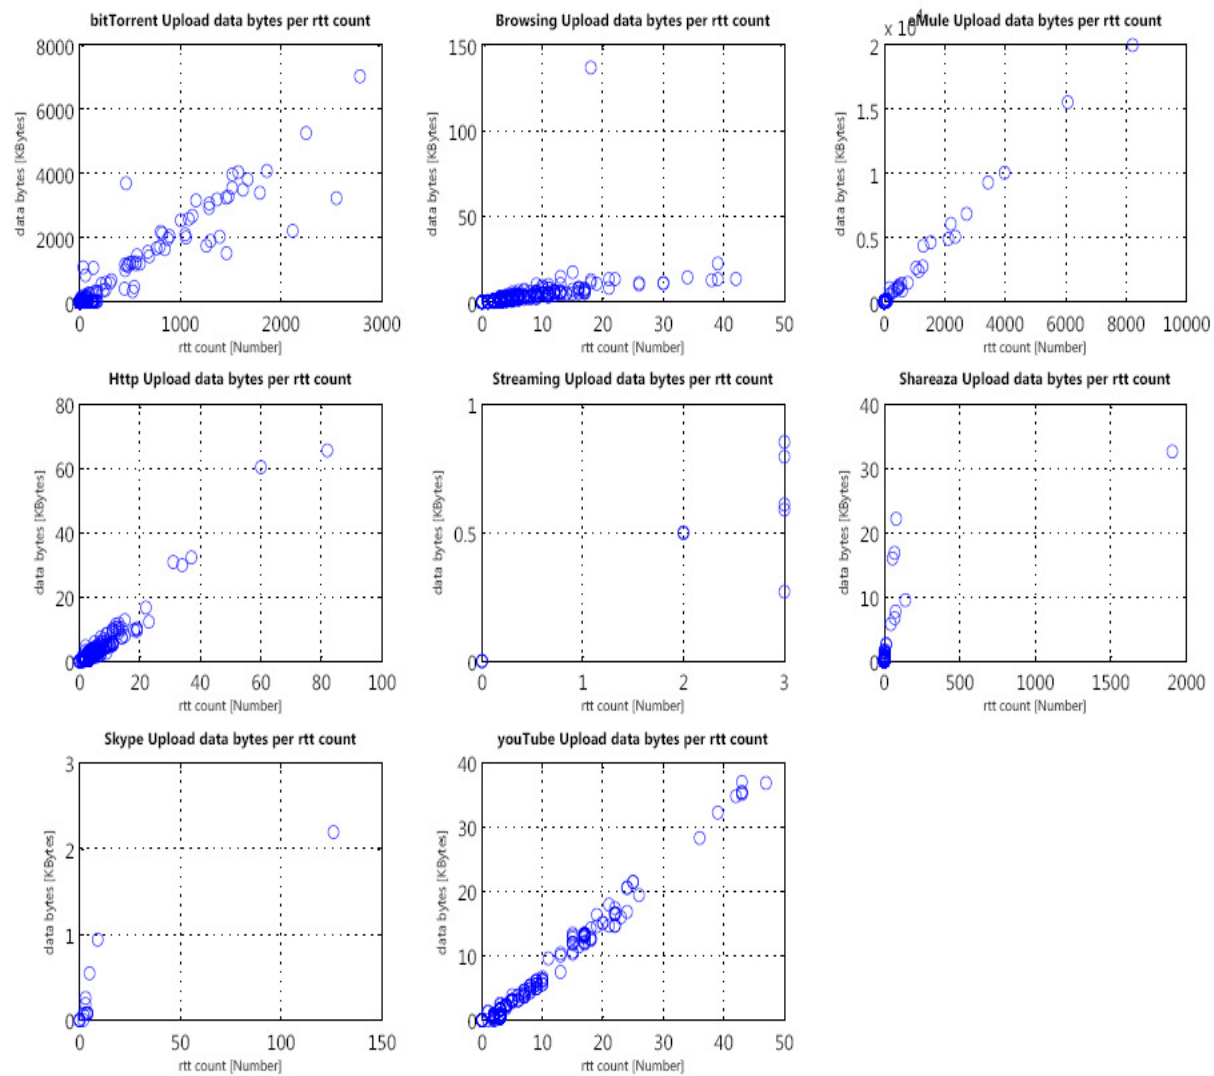 bitTorrent Upload data bytes per rtt count
8000
6000
4000
2000
0
0 1000 2000 3000
data bytes [KBytes]
rtt count [Number]
Browsing Upload data bytes per rtt count
150
100
50
0
0 10 20 30 40 50
data bytes [KBytes]
rtt count [Number]
x 10^4
Mule Upload data bytes per rtt count
2
1.5
1
0.5
0
0 2000 4000 6000 8000 10000
data bytes [KBytes]
rtt count [Number]
Http Upload data bytes per rtt count
80
60
40
20
0
0 20 40 60 80 100
data bytes [KBytes]
rtt count [Number]
Streaming Upload data bytes per rtt count
1
0.5
0
0 1 2 3
data bytes [KBytes]
rtt count [Number]
Shareaza Upload data bytes per rtt count
40
30
20
10
0
0 500 1000 1500 2000
data bytes [KBytes]
rtt count [Number]
Skype Upload data bytes per rtt count
3
2
1
0
0 50 100 150
data bytes [KBytes]
rtt count [Number]
youTube Upload data bytes per rtt count
40
30
20
10
0
0 10 20 30 40 50
data bytes [KBytes]
rtt count [Number]